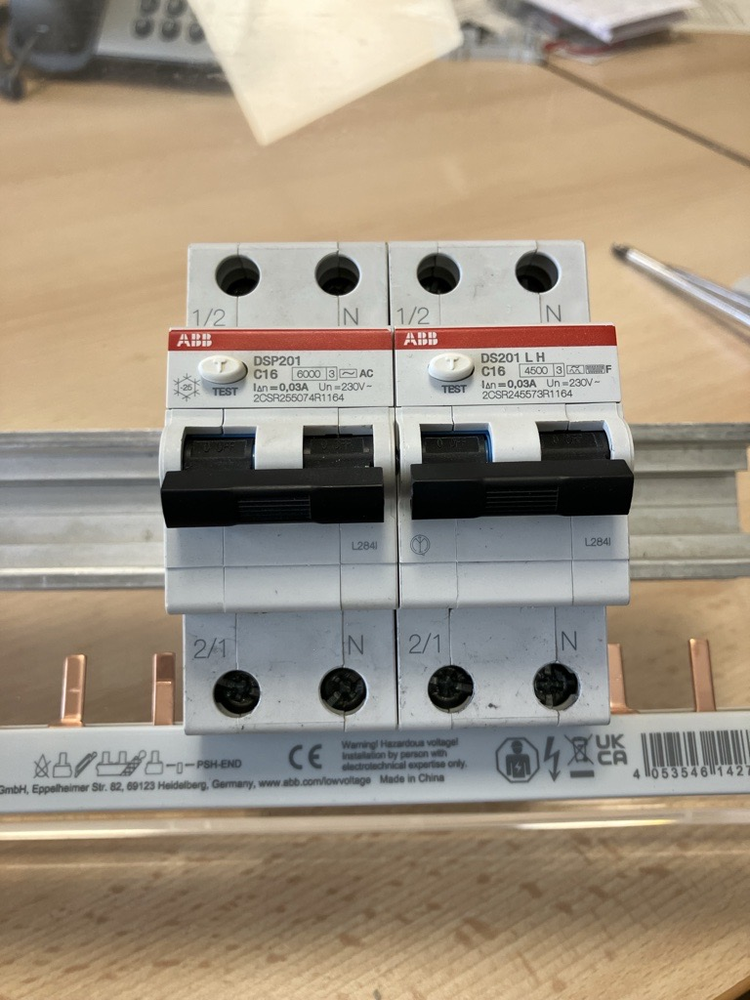 1/2 N
1/2 N
ABB
DSP201
C16 6000 3 AC
-25
T
TEST
I∆n = 0,03A Un =230V~
2CSR255074R1164
ABB
DS201 L H
C16 4500 3 F
T
TEST
I∆n = 0,03A Un =230V~
2CSR245573R1164
L284I
L284I
2/1 N
2/1 N
PSH-END
CE
Warning! Hazardous voltage!
Installation by person with
electrotechnical expertise only.
UK
CA
GmbH, Eppelheimer Str. 82, 69123 Heidelberg, Germany, www.abb.com/lowvoltage Made in China
4 053546 1427